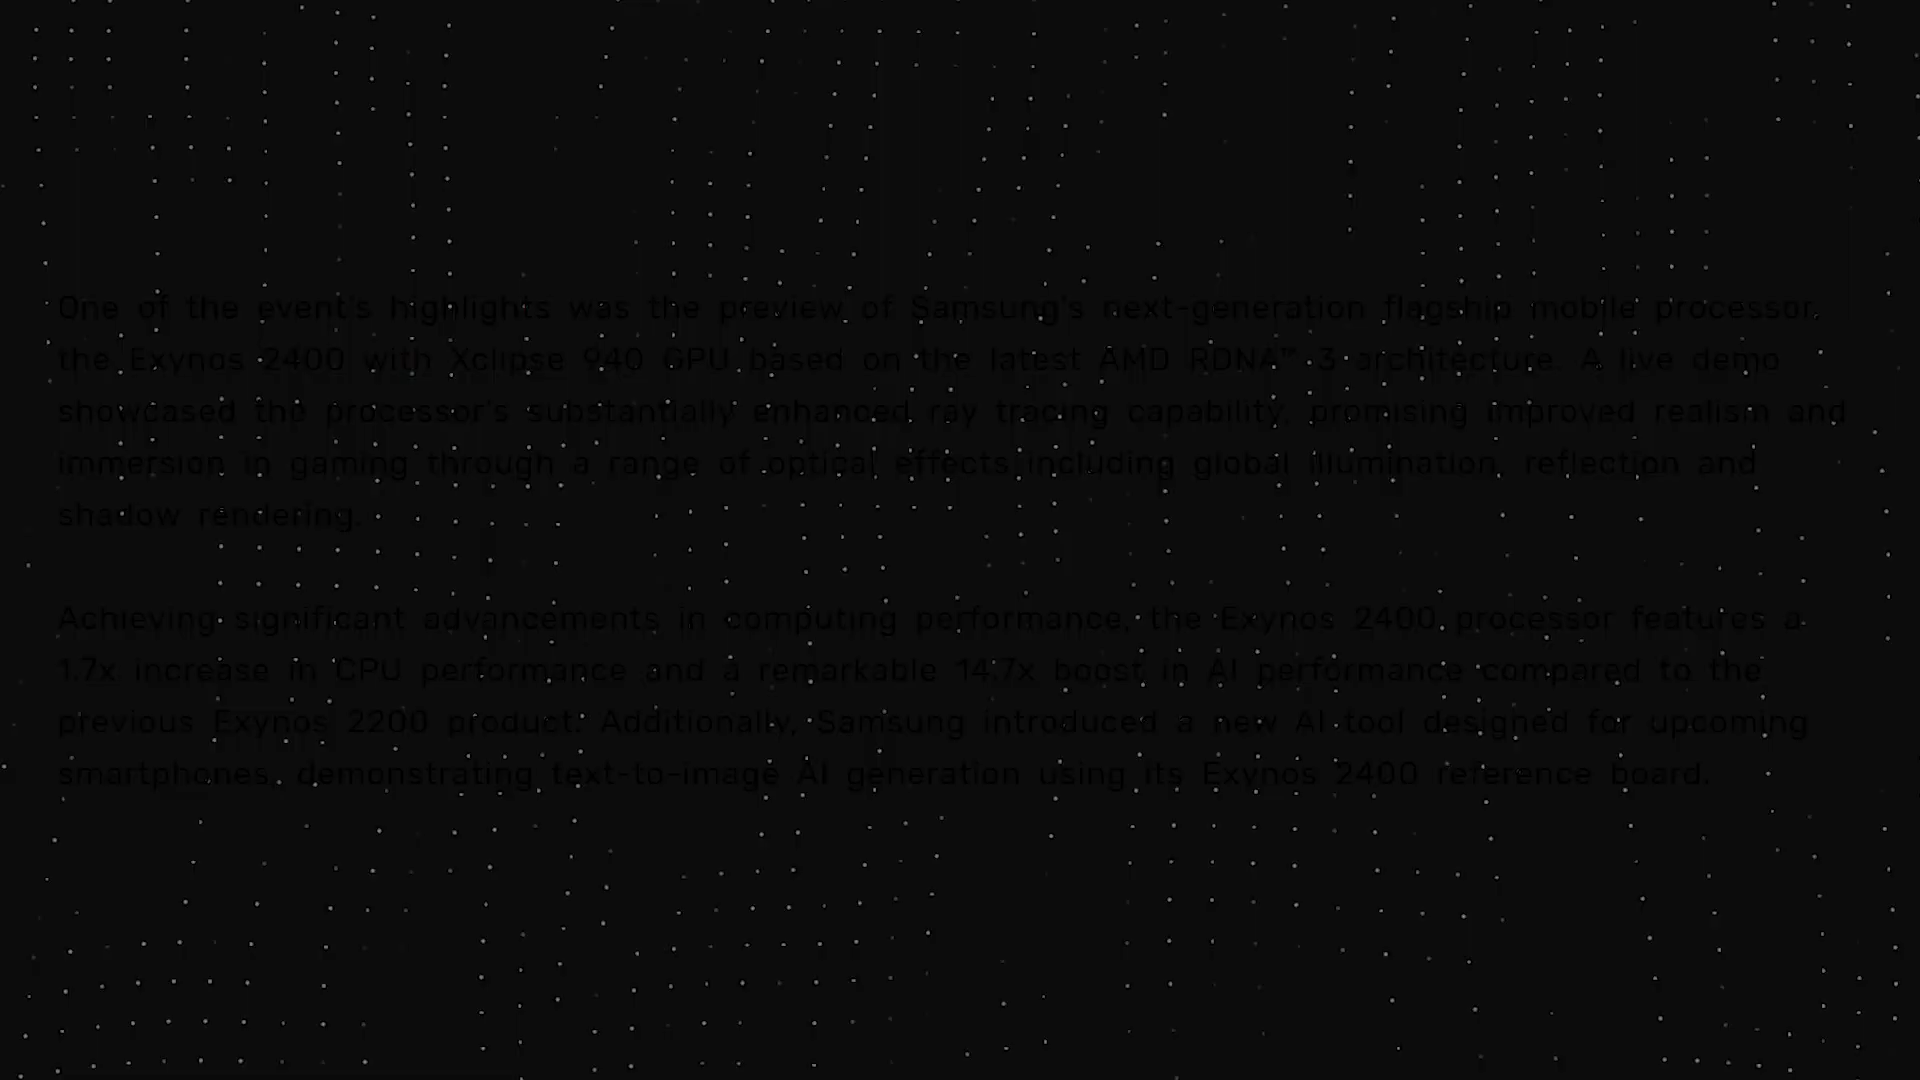 One of the event's highlights was the preview of Samsung's next-generation flagship mobile processor,
the Exynos 2400 with Xclipse 940 GPU based on the latest AMD RDNA™ 3 architecture. A live demo
showcased the processor's substantially enhanced ray tracing capability, promising improved realism and
immersion in gaming through a range of optical effects including global illumination, reflection and
shadow rendering.
Achieving significant advancements in computing performance, the Exynos 2400 processor features a
1.7x increase in CPU performance and a remarkable 14.7x boost in AI performance compared to the
previous Exynos 2200 product. Additionally, Samsung introduced a new AI tool designed for upcoming
smartphones, demonstrating text-to-image AI generation using its Exynos 2400 reference board.